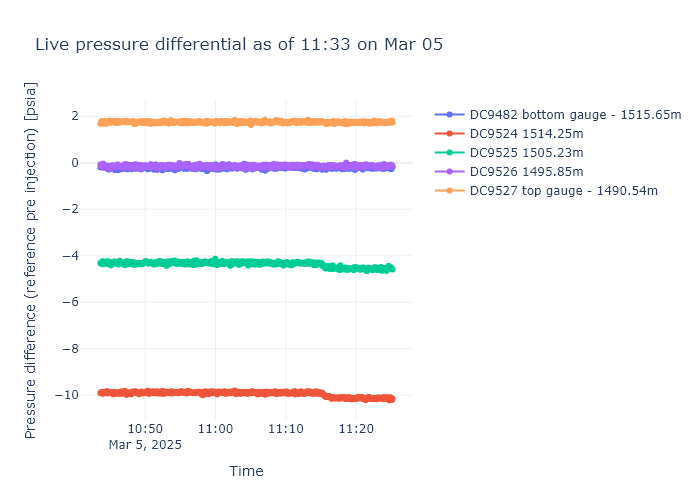 Live pressure differential as of 11:33 on Mar 05
Pressure difference (reference pre injection) [psia]
2
0
−2
−4
−6
−8
−10
10:50
Mar 5, 2025
11:00
11:10
11:20
Time
DC9482 bottom gauge - 1515.65m
DC9524 1514.25m
DC9525 1505.23m
DC9526 1495.85m
DC9527 top gauge - 1490.54m